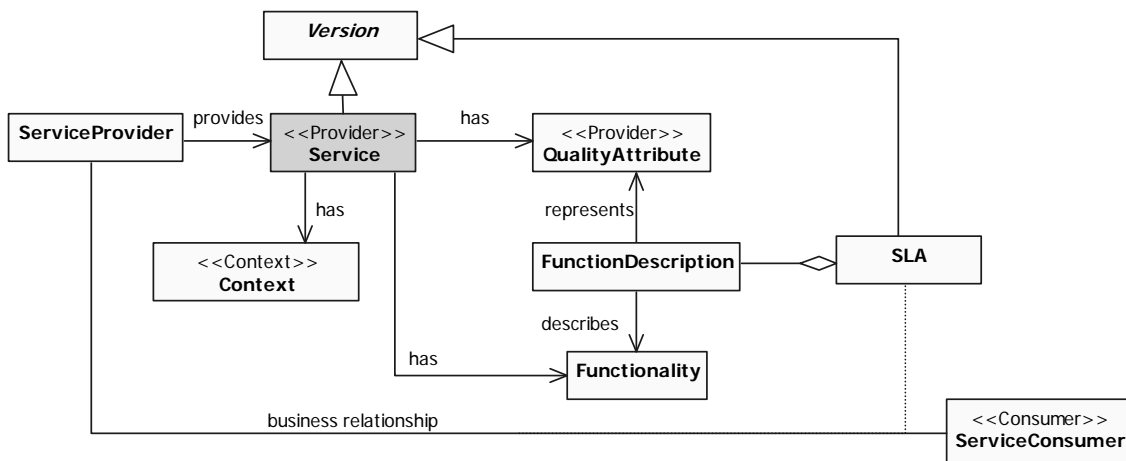 Version
provides
has
ServiceProvider
<<Provider>>
Service
<<Provider>>
QualityAttribute
has
represents
<<Context>>
Context
FunctionDescription
SLA
describes
has
Functionality
business relationship
<<Consumer>>
ServiceConsumer